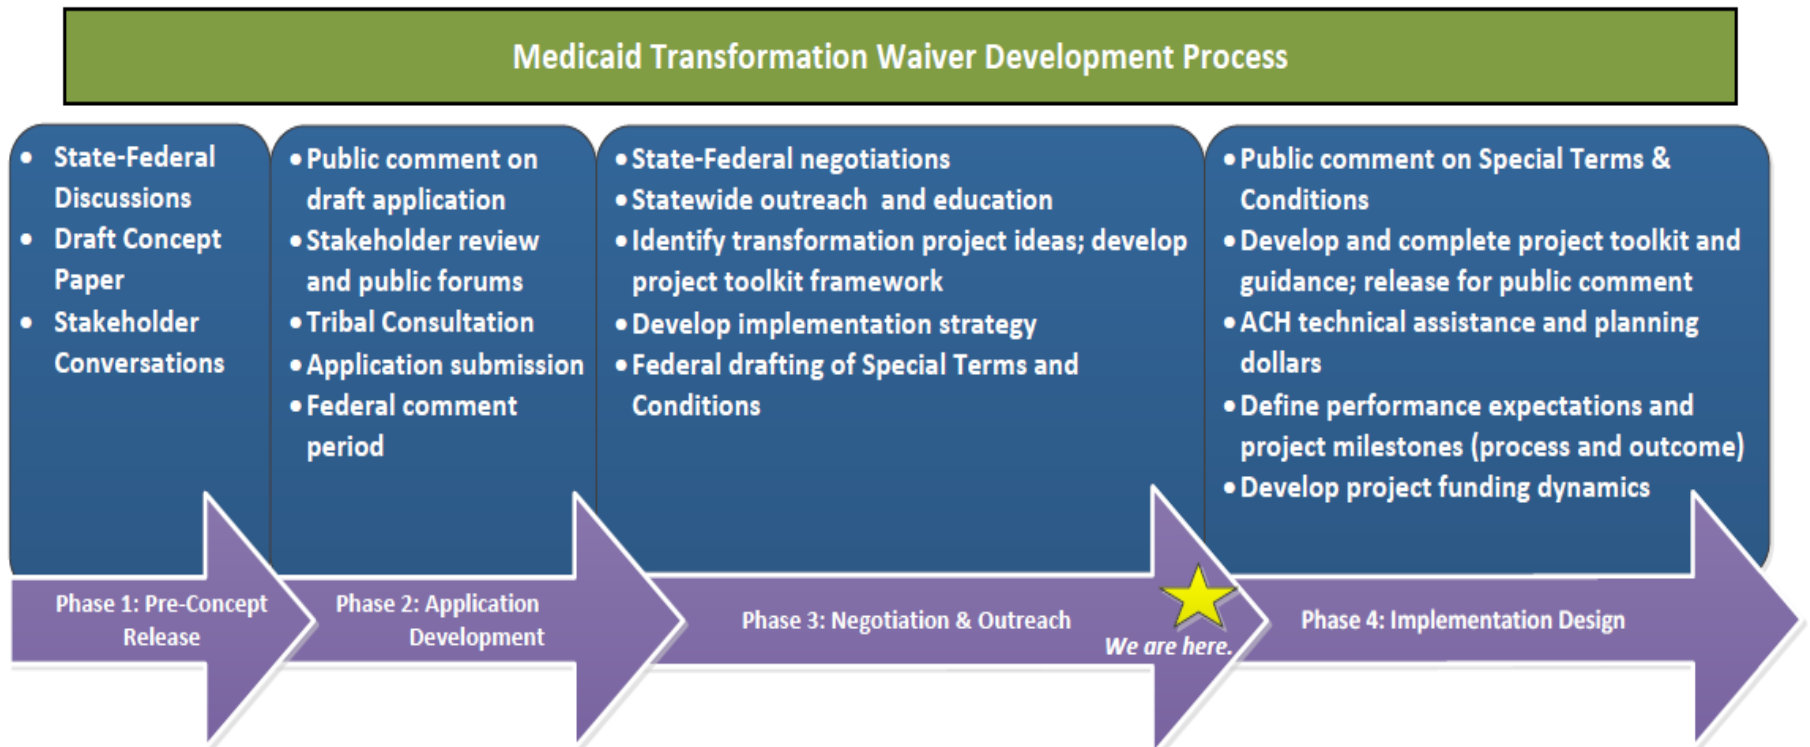 Medicaid Transformation Waiver Development Process
• State-Federal
Discussions
• Draft Concept
Paper
• Stakeholder
Conversations
• Public comment on
draft application
• Stakeholder review
and public forums
• Tribal Consultation
• Application submission
• Federal comment
period
• State-Federal negotiations
• Statewide outreach and education
• Identify transformation project ideas; develop
project toolkit framework
• Develop implementation strategy
• Federal drafting of Special Terms and
Conditions
• Public comment on Special Terms &
Conditions
• Develop and complete project toolkit and
guidance; release for public comment
• ACH technical assistance and planning
dollars
• Define performance expectations and
project milestones (process and outcome)
• Develop project funding dynamics
Phase 1: Pre-Concept
Release
Phase 2: Application
Development
Phase 3: Negotiation & Outreach
We are here.
Phase 4: Implementation Design